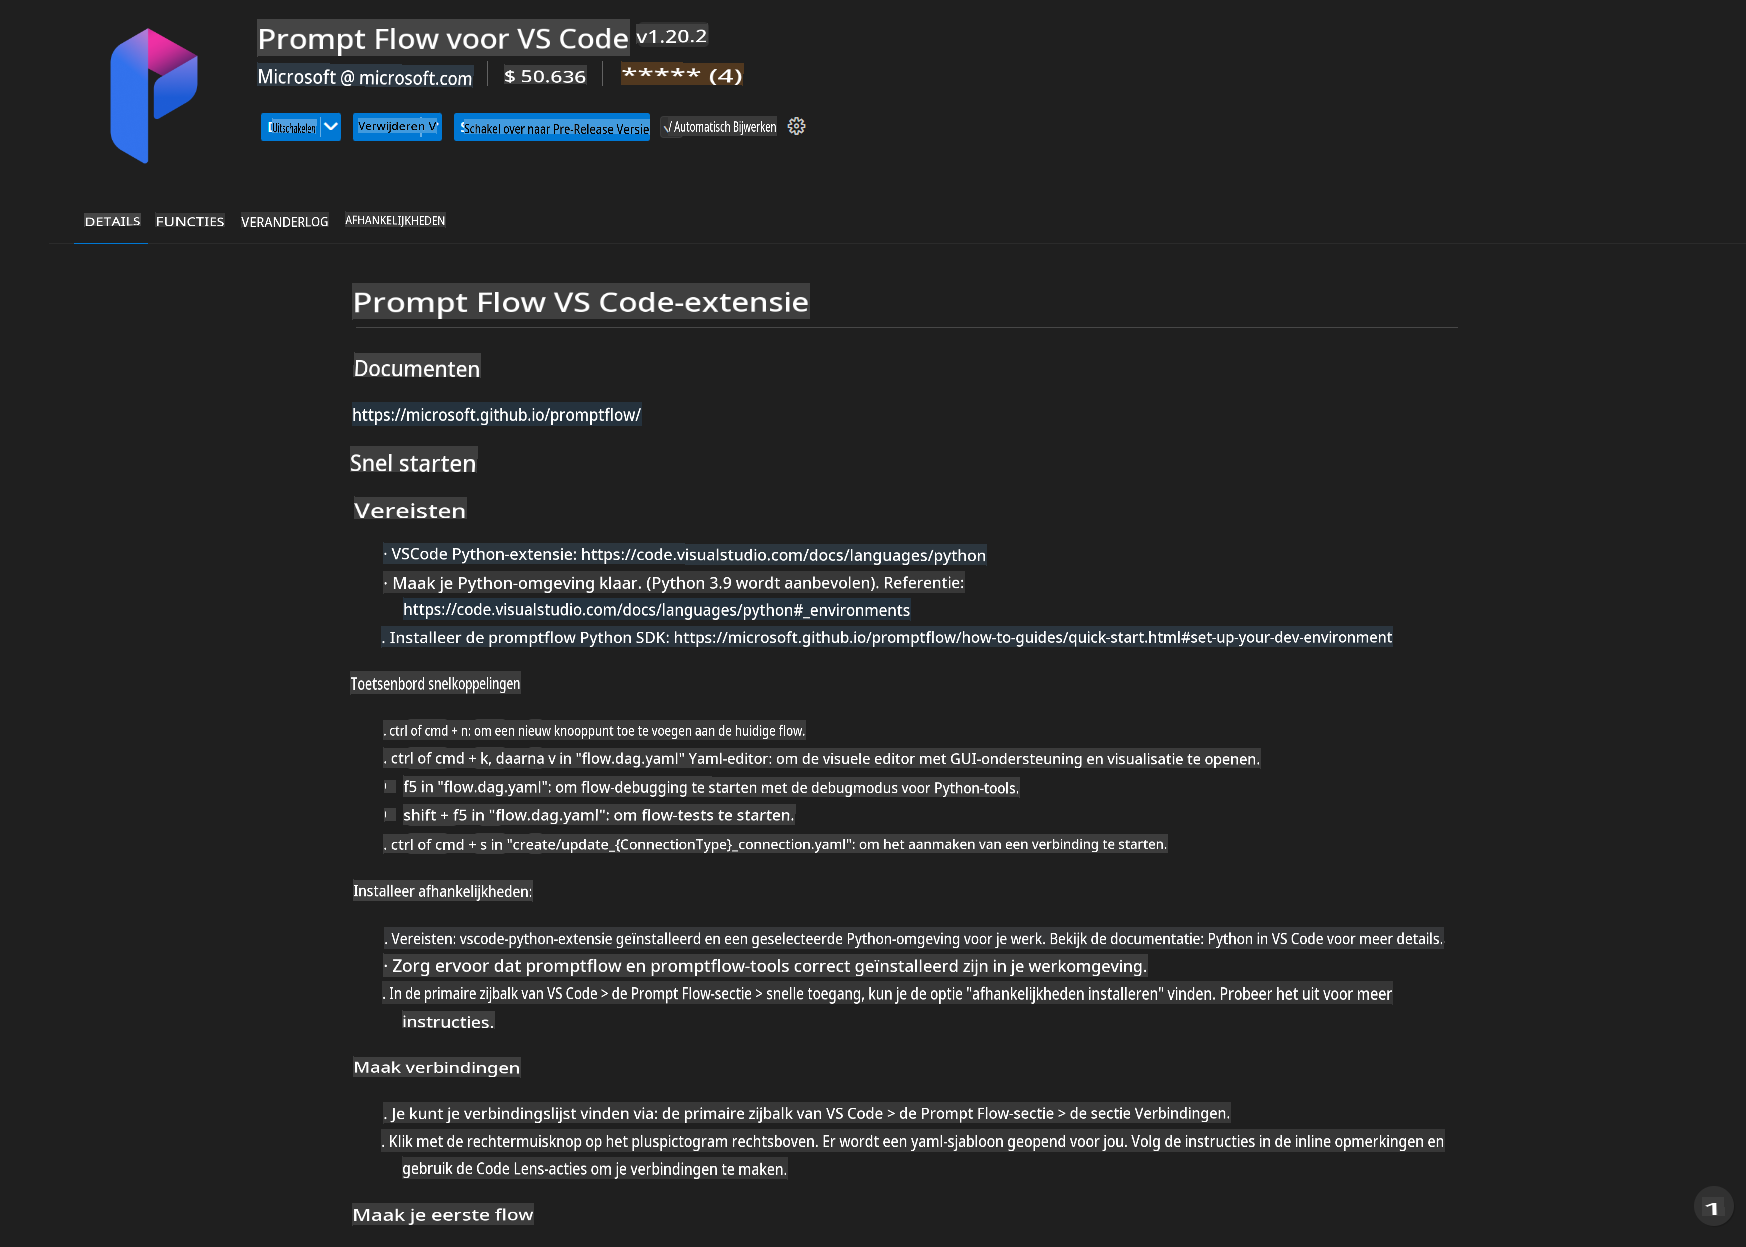 Prompt Flow voor VS Code v1.20.2
Microsoft @ microsoft.com $ 50.636 ***** (4)
Uitschakelen Verwijderen Schakel over naar Pre-Release Versie √ Automatisch Bijwerken
DETAILS FUNCTIES VERANDERLOG AFHANKELIJKHEDEN
Prompt Flow VS Code-extensie
Documenten
https://microsoft.github.io/promptflow/
Snel starten
Vereisten
· VSCode Python-extensie: https://code.visualstudio.com/docs/languages/python
· Maak je Python-omgeving klaar. (Python 3.9 wordt aanbevolen). Referentie:
https://code.visualstudio.com/docs/languages/python#_environments
. Installeer de promptflow Python SDK: https://microsoft.github.io/promptflow/how-to-guides/quick-start.html#set-up-your-dev-environment
Toetsenbord snelkoppelingen
. ctrl of cmd + n: om een nieuw knooppunt toe te voegen aan de huidige flow.
. ctrl of cmd + k, daarna v in "flow.dag.yaml" Yaml-editor: om de visuele editor met GUI-ondersteuning en visualisatie te openen.
f5 in "flow.dag.yaml": om flow-debugging te starten met de debugmodus voor Python-tools.
shift + f5 in "flow.dag.yaml": om flow-tests te starten.
. ctrl of cmd + s in "create/update_{ConnectionType}_connection.yaml": om het aanmaken van een verbinding te starten.
Installeer afhankelijkheden:
. Vereisten: vscode-python-extensie geïnstalleerd en een geselecteerde Python-omgeving voor je werk. Bekijk de documentatie: Python in VS Code voor meer details.
· Zorg ervoor dat promptflow en promptflow-tools correct geïnstalleerd zijn in je werkomgeving.
. In de primaire zijbalk van VS Code > de Prompt Flow-sectie > snelle toegang, kun je de optie "afhankelijkheden installeren" vinden. Probeer het uit voor meer
instructies.
Maak verbindingen
. Je kunt je verbindingslijst vinden via: de primaire zijbalk van VS Code > de Prompt Flow-sectie > de sectie Verbindingen.
. Klik met de rechtermuisknop op het pluspictogram rechtsboven. Er wordt een yaml-sjabloon geopend voor jou. Volg de instructies in de inline opmerkingen en
gebruik de Code Lens-acties om je verbindingen te maken.
Maak je eerste flow